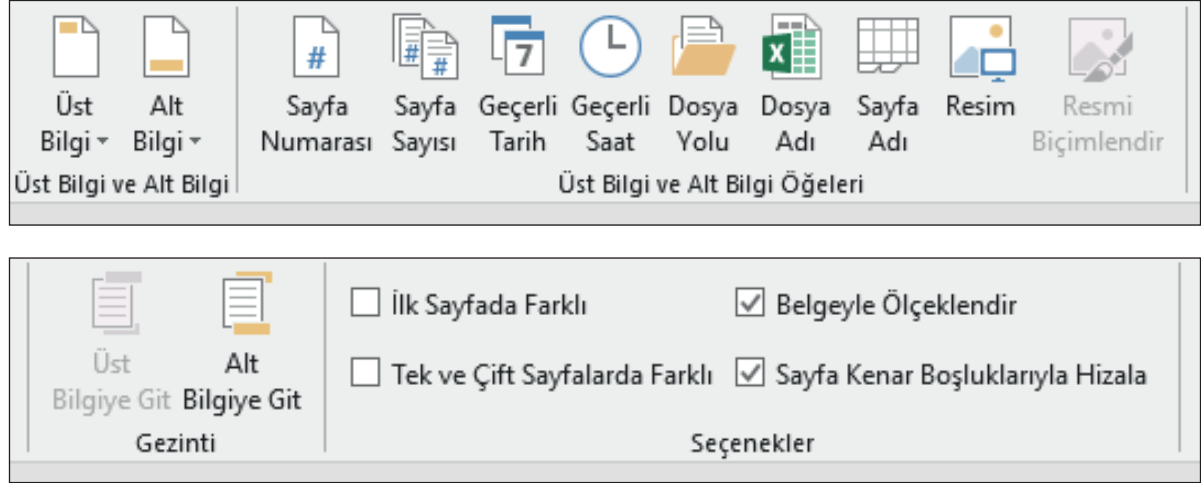 Üst Bilgi
Alt Bilgi
#
Sayfa Numarası
#
#
Sayfa Sayısı
7
Geçerli Tarih
Geçerli Saat
Dosya Yolu
X
Dosya Adı
Sayfa Adı
Resim
Resmi Biçimlendir
Üst Bilgi ve Alt Bilgi
Üst Bilgi ve Alt Bilgi Öğeleri
Üst Bilgiye Git
Alt Bilgiye Git
Gezinti
İlk Sayfada Farklı
Belgeyle Ölçeklendir
Tek ve Çift Sayfalarda Farklı
Sayfa Kenar Boşluklarıyla Hizala
Seçenekler